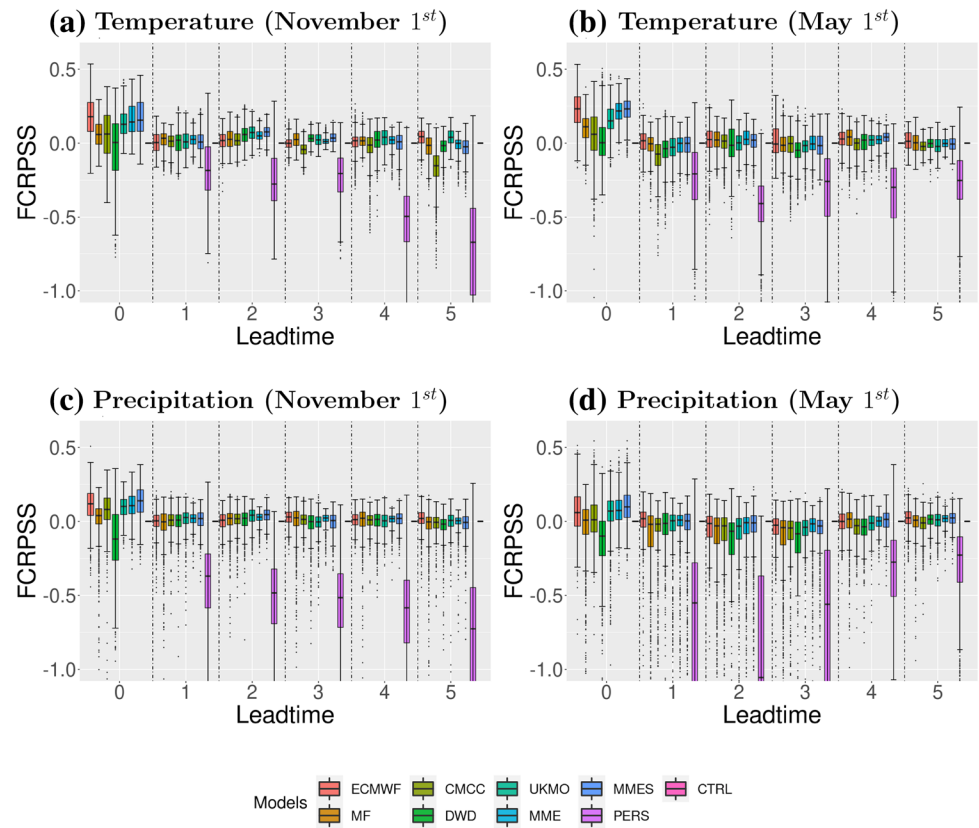 (a) Temperature (November 1st)
0.5
0.0
-0.5
-1.0
FCRPSS
0 1 2 3 4 5
Leadtime
(b) Temperature (May 1st)
0.5
0.0
-0.5
-1.0
FCRPSS
0 1 2 3 4 5
Leadtime
(c) Precipitation (November 1st)
0.5
0.0
-0.5
-1.0
FCRPSS
0 1 2 3 4 5
Leadtime
(d) Precipitation (May 1st)
0.5
0.0
-0.5
-1.0
FCRPSS
0 1 2 3 4 5
Leadtime
Models
ECMWF CMCC UKMO MMES CTRL
MF DWD MME PERS